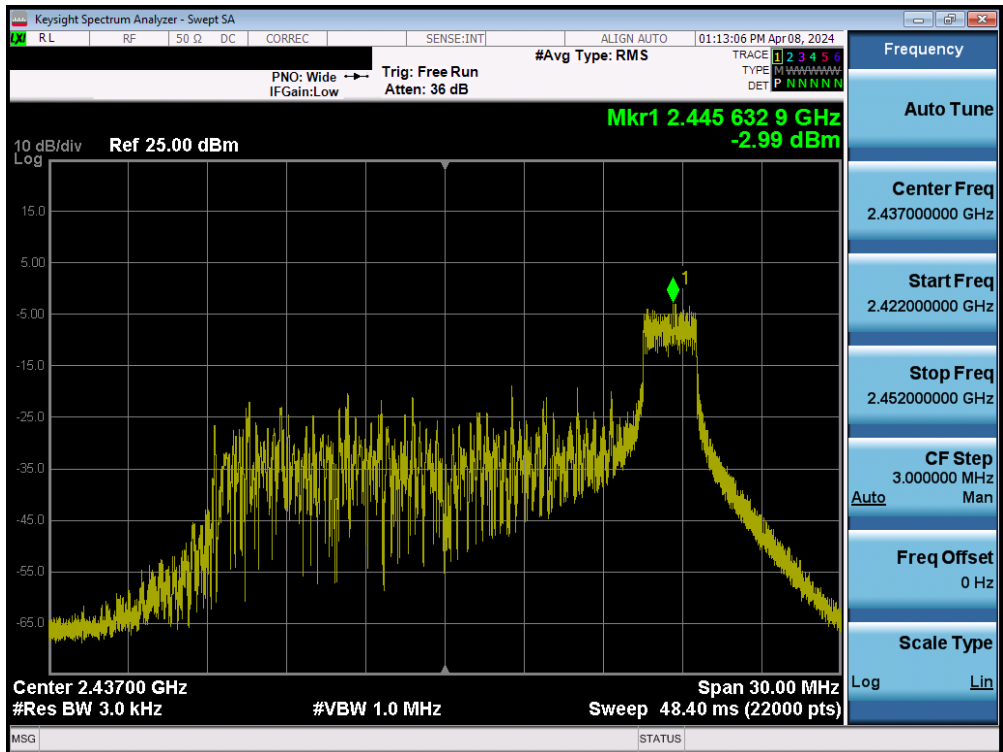 Keysight Spectrum Analyzer - Swept SA
LXI RL RF 50 Ω DC CORREC SENSE:INT ALIGN AUTO 01:13:06 PM Apr 08, 2024
#Avg Type: RMS
TRACE 1 2 3 4 5 6
TYPE M WWWWW
DET P N N N N N
PNO: Wide
IFGain:Low
Trig: Free Run
Atten: 36 dB
Mkr1 2.445 632 9 GHz
-2.99 dBm
10 dB/div
Log
Ref 25.00 dBm
15.0
5.00
-5.00
-15.0
-25.0
-35.0
-45.0
-55.0
-65.0
1
Center 2.43700 GHz
Span 30.00 MHz
#Res BW 3.0 kHz
#VBW 1.0 MHz
Sweep 48.40 ms (22000 pts)
MSG
STATUS
Frequency
Auto Tune
Center Freq
2.437000000 GHz
Start Freq
2.422000000 GHz
Stop Freq
2.452000000 GHz
CF Step
3.000000 MHz
Auto Man
Freq Offset
0 Hz
Scale Type
Log Lin